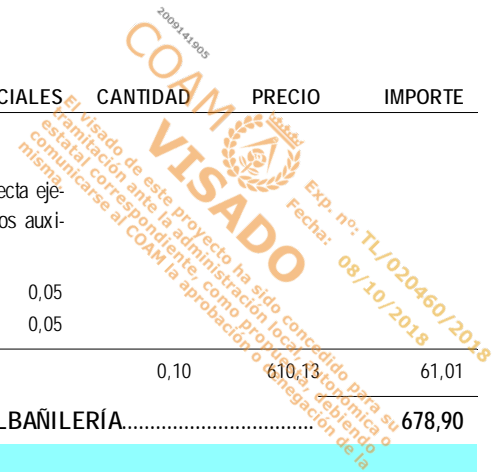 2009141905
COAM
VISADO
Exp. nº: TL/020460/2018
Fecha: 08/10/2018
El visado de este proyecto ha sido concedido para su
tramitación ante la administración local, autonómica o
estatal correspondiente, como propuesta, debiendo
comunicarse al COAM la aprobación o denegación de la
misma
CIALES CANTIDAD PRECIO IMPORTE
ecta eje-
os auxi-
0,05
0,05
0,10 610,13 61,01
LBAÑILERÍA.................................. 678,90